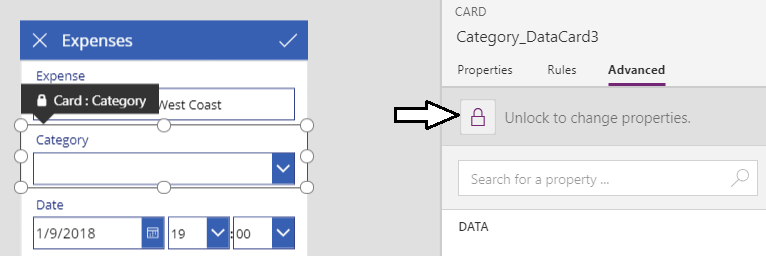 Expenses
Expense
Card : Category
West Coast
Category
Date
1/9/2018
19
:
00
CARD
Category_DataCard3
Properties
Rules
Advanced
Unlock to change properties.
Search for a property ...
DATA